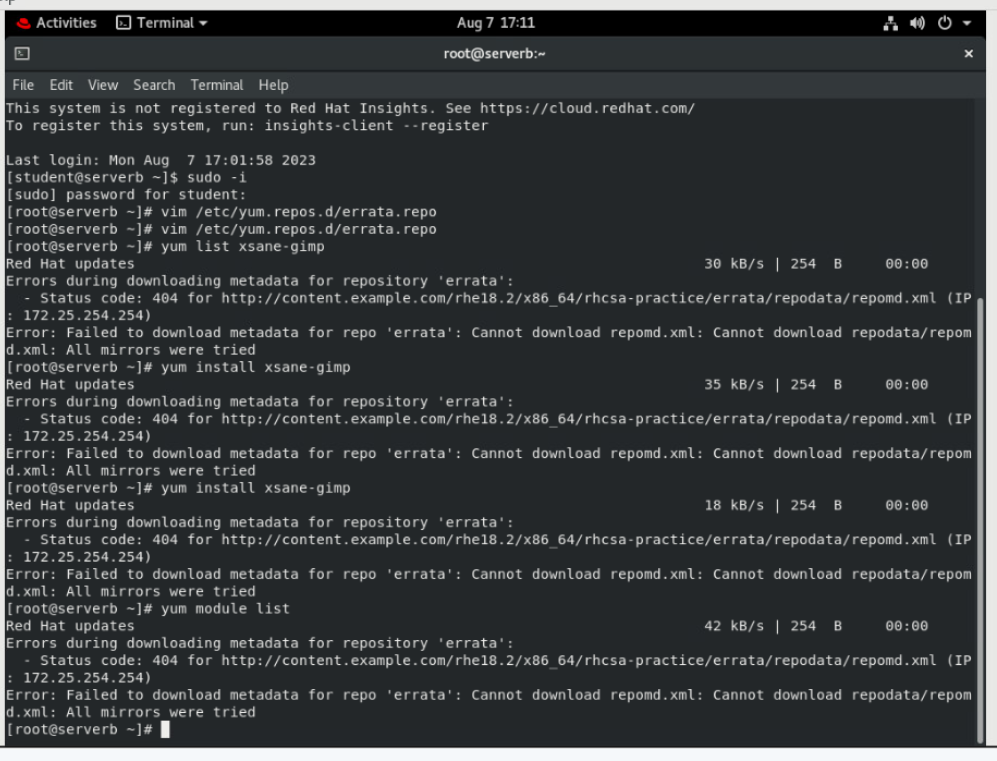 Activities Terminal Aug 7 17:11
root@serverb:~ ×
File Edit View Search Terminal Help
This system is not registered to Red Hat Insights. See https://cloud.redhat.com/
To register this system, run: insights-client --register
Last login: Mon Aug  7 17:01:58 2023
[student@serverb ~]$ sudo -i
[sudo] password for student:
[root@serverb ~]# vim /etc/yum.repos.d/errata.repo
[root@serverb ~]# vim /etc/yum.repos.d/errata.repo
[root@serverb ~]# yum list xsane-gimp
Red Hat updates 30 kB/s | 254  B     00:00
Errors during downloading metadata for repository 'errata':
  - Status code: 404 for http://content.example.com/rhe18.2/x86_64/rhcsa-practice/errata/repodata/repomd.xml (IP
: 172.25.254.254)
Error: Failed to download metadata for repo 'errata': Cannot download repomd.xml: Cannot download repodata/repom
d.xml: All mirrors were tried
[root@serverb ~]# yum install xsane-gimp
Red Hat updates 35 kB/s | 254  B     00:00
Errors during downloading metadata for repository 'errata':
  - Status code: 404 for http://content.example.com/rhe18.2/x86_64/rhcsa-practice/errata/repodata/repomd.xml (IP
: 172.25.254.254)
Error: Failed to download metadata for repo 'errata': Cannot download repomd.xml: Cannot download repodata/repom
d.xml: All mirrors were tried
[root@serverb ~]# yum install xsane-gimp
Red Hat updates 18 kB/s | 254  B     00:00
Errors during downloading metadata for repository 'errata':
  - Status code: 404 for http://content.example.com/rhe18.2/x86_64/rhcsa-practice/errata/repodata/repomd.xml (IP
: 172.25.254.254)
Error: Failed to download metadata for repo 'errata': Cannot download repomd.xml: Cannot download repodata/repom
d.xml: All mirrors were tried
[root@serverb ~]# yum module list
Red Hat updates 42 kB/s | 254  B     00:00
Errors during downloading metadata for repository 'errata':
  - Status code: 404 for http://content.example.com/rhe18.2/x86_64/rhcsa-practice/errata/repodata/repomd.xml (IP
: 172.25.254.254)
Error: Failed to download metadata for repo 'errata': Cannot download repomd.xml: Cannot download repodata/repom
d.xml: All mirrors were tried
[root@serverb ~]#